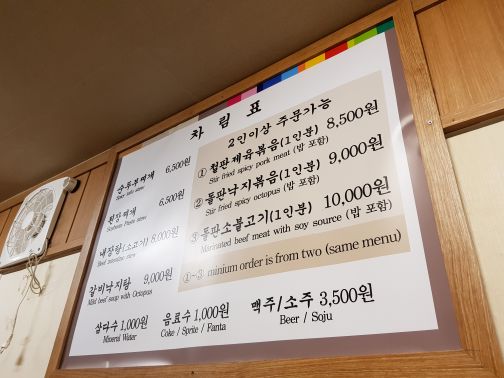 차림표
순두부찌개 6,500원
된장찌개 6,500원
Soybean Paste stew
내장탕(소고기) 8,000원
Beef intestine stew
갈비낙지탕 9,000원
Mild beef soup with Octopus
2인이상 주문가능
① 철판제육볶음(1인분) 8,500원
Stir fried spicy pork meat (밥 포함)
② 돌판낙지볶음(1인분) 9,000원
Stir fried spicy octopus (밥 포함)
③ 돌판소불고기(1인분) 10,000원
Marinated beef meat with soy source (밥 포함)
①~③ minium order is from two (same menu)
삼다수 1,000원
Mineral Water
음료수 1,000원
Coke / Sprite / Fanta
맥주/소주 3,500원
Beer / Soju